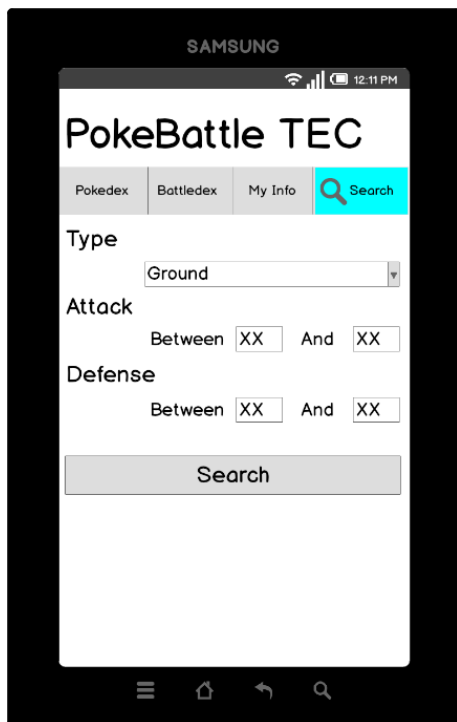 SAMSUNG
12:11 PM
PokeBattle TEC
Pokedex Battledex My Info Search
Type
Ground
Attack
Between XX And XX
Defense
Between XX And XX
Search